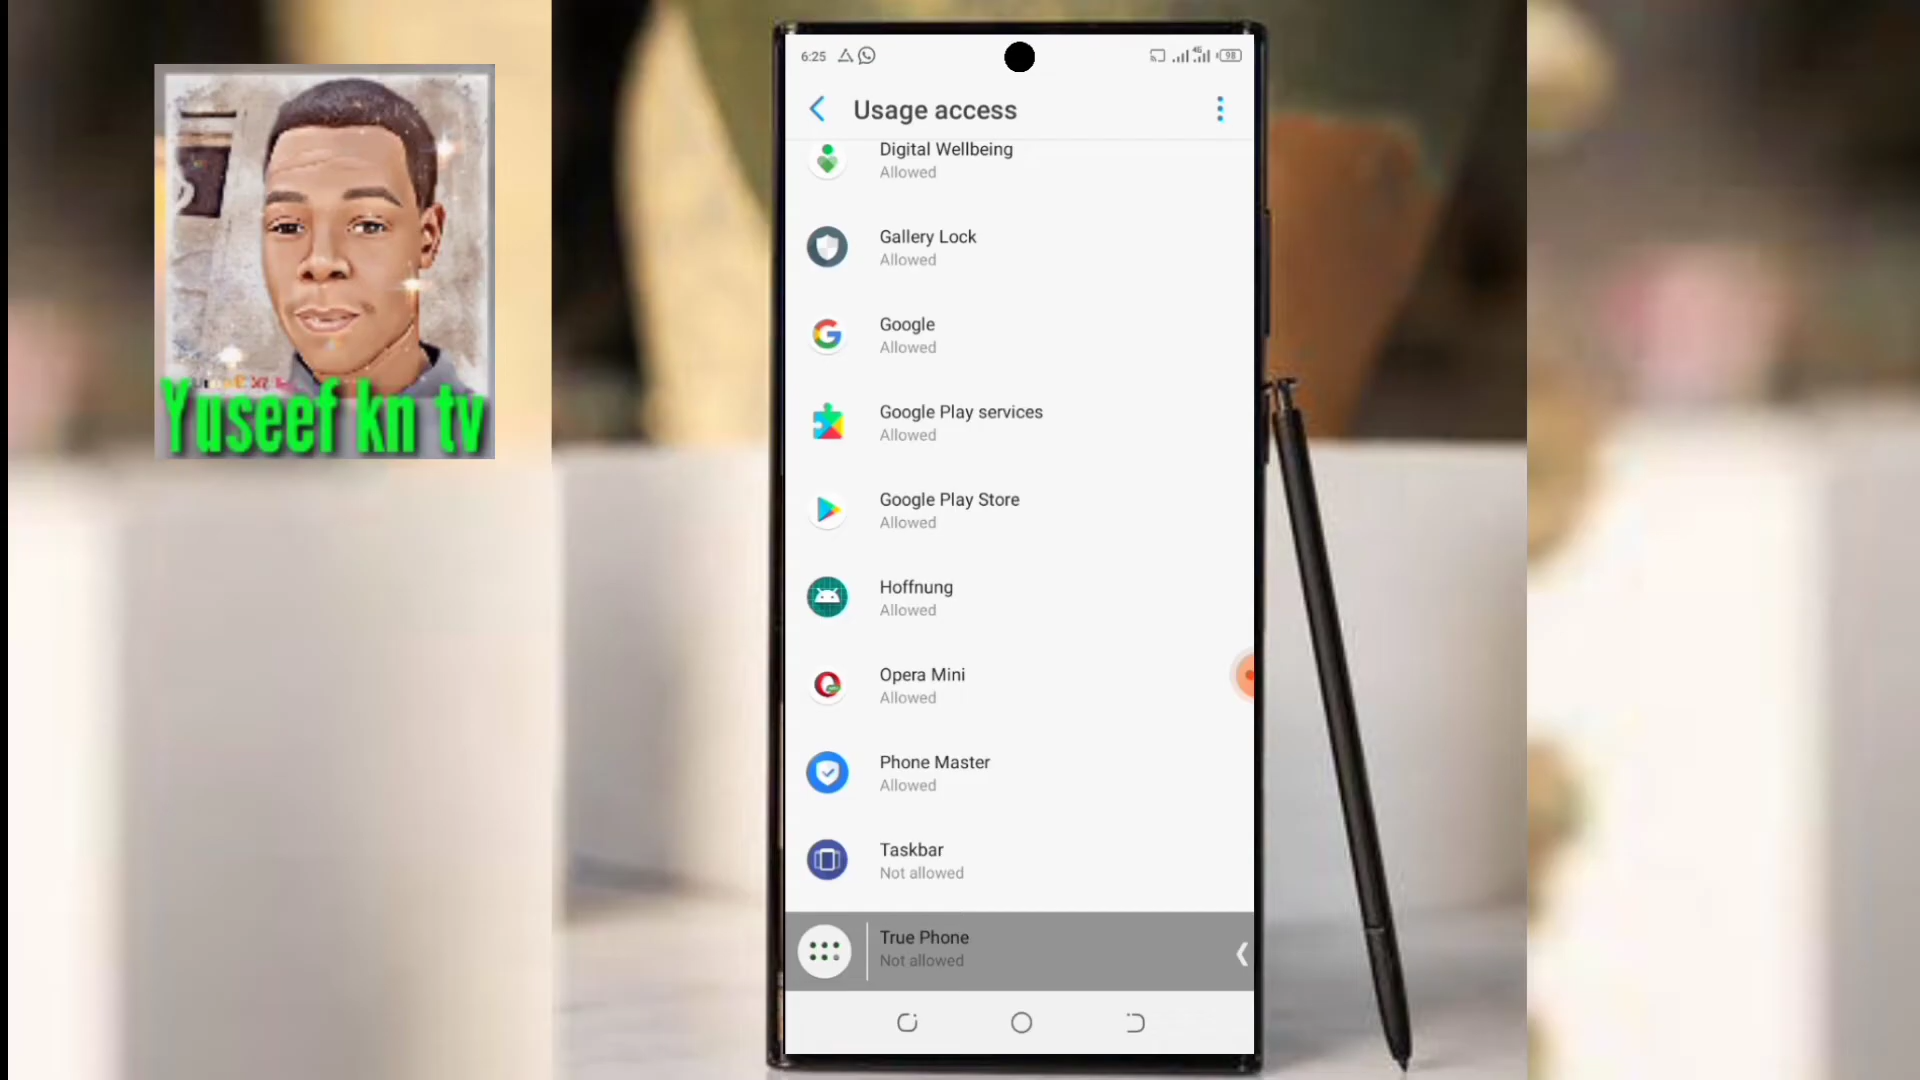 Yuseef kn tv
6:25
4G
98
Usage access
Digital Wellbeing
Allowed
Gallery Lock
Allowed
Google
Allowed
Google Play services
Allowed
Google Play Store
Allowed
Hoffnung
Allowed
Opera Mini
Allowed
Phone Master
Allowed
Taskbar
Not allowed
True Phone
Not allowed